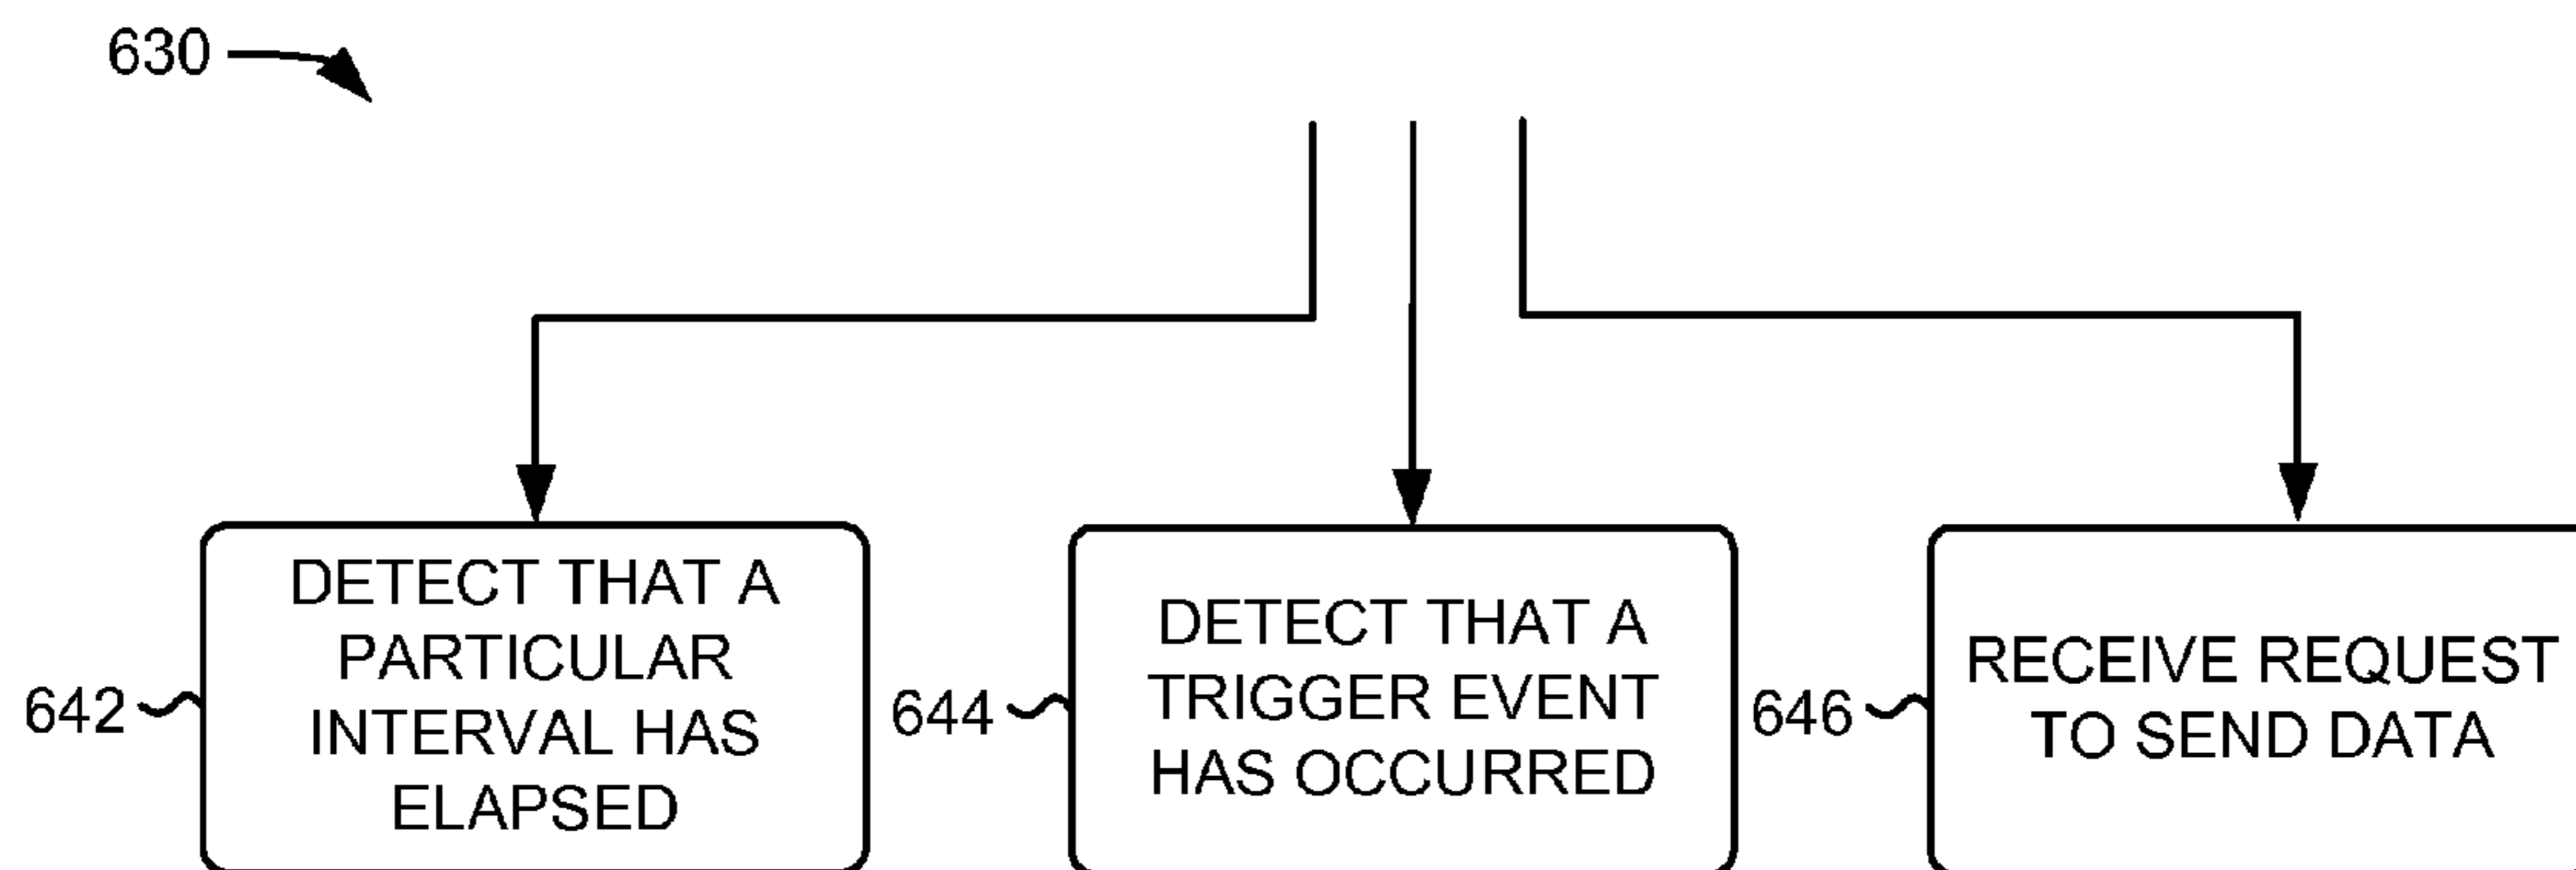 630
642
DETECT THAT A
PARTICULAR
INTERVAL HAS
ELAPSED
644
DETECT THAT A
TRIGGER EVENT
HAS OCCURRED
646
RECEIVE REQUEST
TO SEND DATA